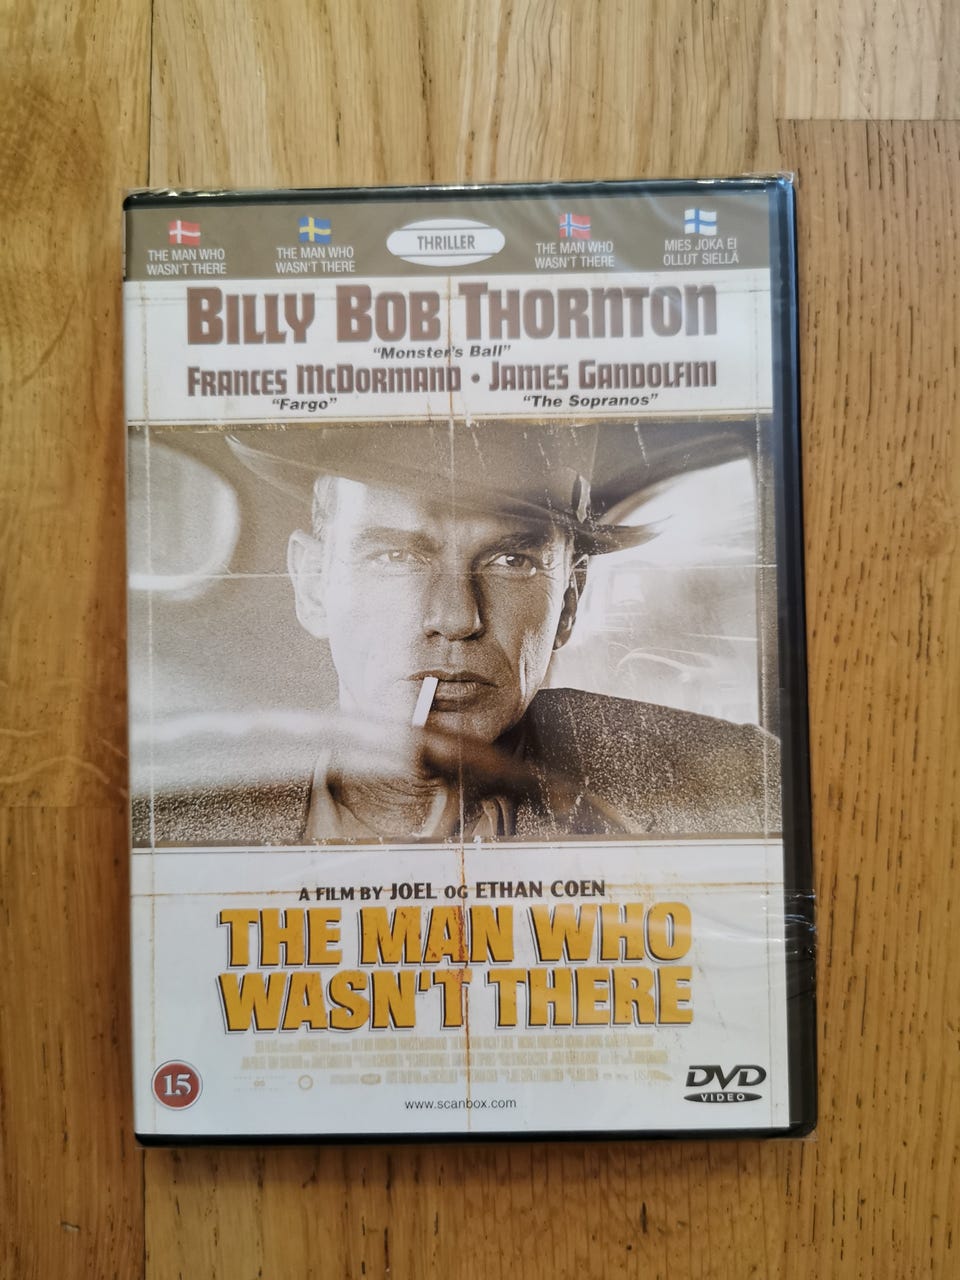 THE MAN WHO
WASN'T THERE
THE MAN WHO
WASN'T THERE
THRILLER
THE MAN WHO
WASN'T THERE
MIES JOKA EI
OLLUT SIELLÄ
BILLY BOB THORNTON
"Monster's Ball"
FRANCES MCDORMAND • JAMES GANDOLFINI
"Fargo" "The Sopranos"
A FILM BY JOEL OG ETHAN COEN
THE MAN WHO
WASN'T THERE
15
DVD
VIDEO
www.scanbox.com